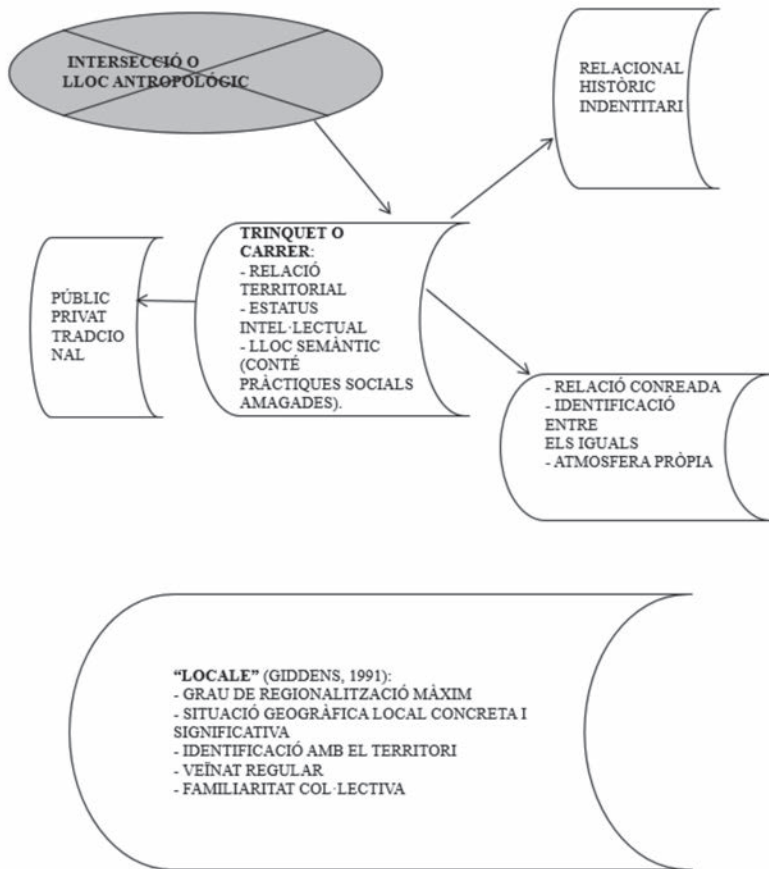 INTERSECCIÓ O
LLOC ANTROPOLÓGIC
RELACIONAL
HISTÒRIC
INDENTITARI
TRINQUET O
CARRER:
- RELACIÓ
TERRITORIAL
- ESTATUS
INTEL·LECTUAL
- LLOC SEMÀNTIC
(CONTÉ
PRÀCTIQUES SOCIALS
AMAGADES).
PÚBLIC
PRIVAT
TRADCIO
NAL
- RELACIÓ CONREADA
- IDENTIFICACIÓ
ENTRE
ELS IGUALS
- ATMOSFERA PRÒPIA
“LOCALE” (GIDDENS, 1991):
- GRAU DE REGIONALITZACIÓ MÀXIM
- SITUACIÓ GEOGRÀFICA LOCAL CONCRETA I
SIGNIFICATIVA
- IDENTIFICACIÓ AMB EL TERRITORI
- VEÏNAT REGULAR
- FAMILIARITAT COL·LECTIVA